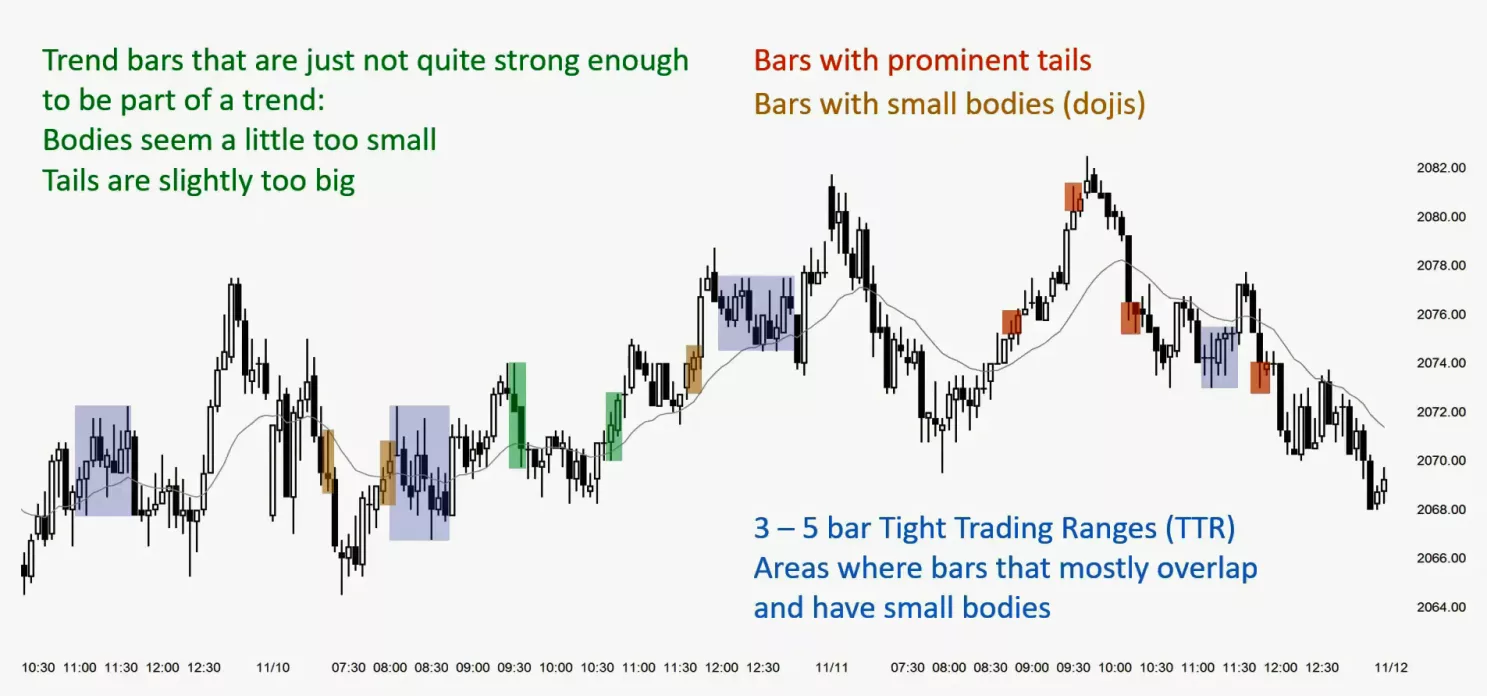 Trend bars that are just not quite strong enough
to be part of a trend:
Bodies seem a little too small
Tails are slightly too big
Bars with prominent tails
Bars with small bodies (dojis)
2082.00
2080.00
2078.00
2076.00
2074.00
2072.00
2070.00
2068.00
2066.00
2064.00
3 – 5 bar Tight Trading Ranges (TTR)
Areas where bars that mostly overlap
and have small bodies
10:30 11:00 11:30 12:00 12:30 11/10 07:30 08:00 08:30 09:00 09:30 10:00 10:30 11:00 11:30 12:00 12:30 11/11 07:30 08:00 08:30 09:00 09:30 10:00 10:30 11:00 11:30 12:00 12:30 11/12